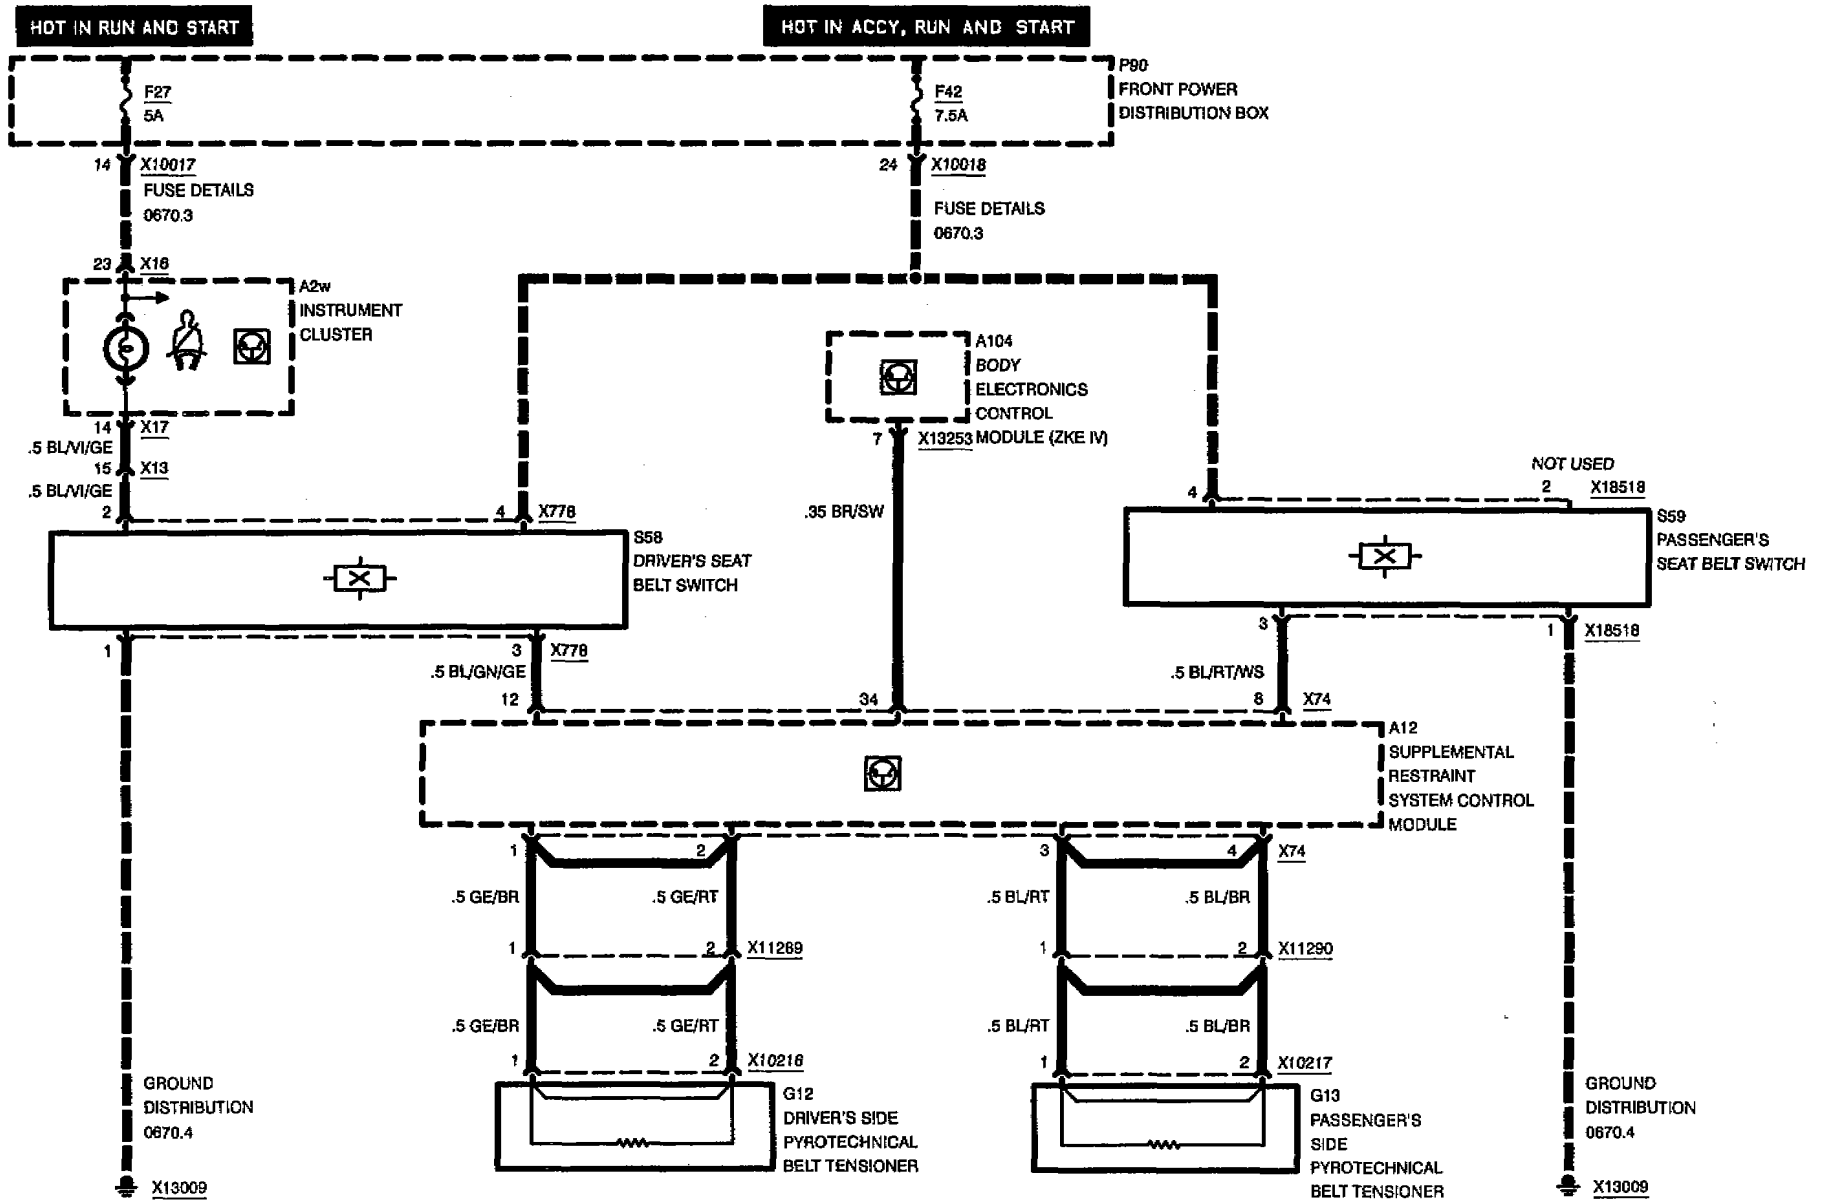 HOT IN RUN AND START
HOT IN ACCY, RUN AND START
P90
FRONT POWER
DISTRIBUTION BOX
F27
5A
F42
7.5A
14 X10017
FUSE DETAILS
0670.3
24 X10018
FUSE DETAILS
0670.3
23 X16
A2w
INSTRUMENT
CLUSTER
A104
BODY
ELECTRONICS
CONTROL
MODULE (ZKE IV)
14 X17
.5 BL/VI/GE
15 X13
.5 BL/VI/GE
7 X13253
NOT USED
2 4 X778
.35 BR/SW
4 2 X18518
S58
DRIVER'S SEAT
BELT SWITCH
S59
PASSENGER'S
SEAT BELT SWITCH
1 3 X778
.5 BL/GN/GE
3 1 X18518
.5 BL/RT/WS
12 34 8 X74
A12
SUPPLEMENTAL
RESTRAINT
SYSTEM CONTROL
MODULE
1 2 3 4 X74
.5 GE/BR .5 GE/RT .5 BL/RT .5 BL/BR
1 2 X11289 1 2 X11290
.5 GE/BR .5 GE/RT .5 BL/RT .5 BL/BR
1 2 X10216 1 2 X10217
GROUND
DISTRIBUTION
0670.4
G12
DRIVER'S SIDE
PYROTECHNICAL
BELT TENSIONER
G13
PASSENGER'S
SIDE
PYROTECHNICAL
BELT TENSIONER
GROUND
DISTRIBUTION
0670.4
X13009
X13009